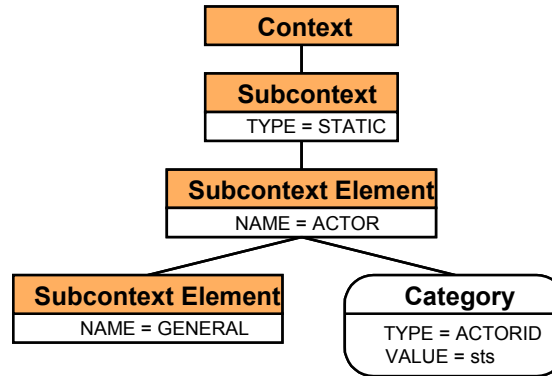 Context
Subcontext
TYPE = STATIC
Subcontext Element
NAME = ACTOR
Subcontext Element
NAME = GENERAL
Category
TYPE = ACTORID
VALUE = sts